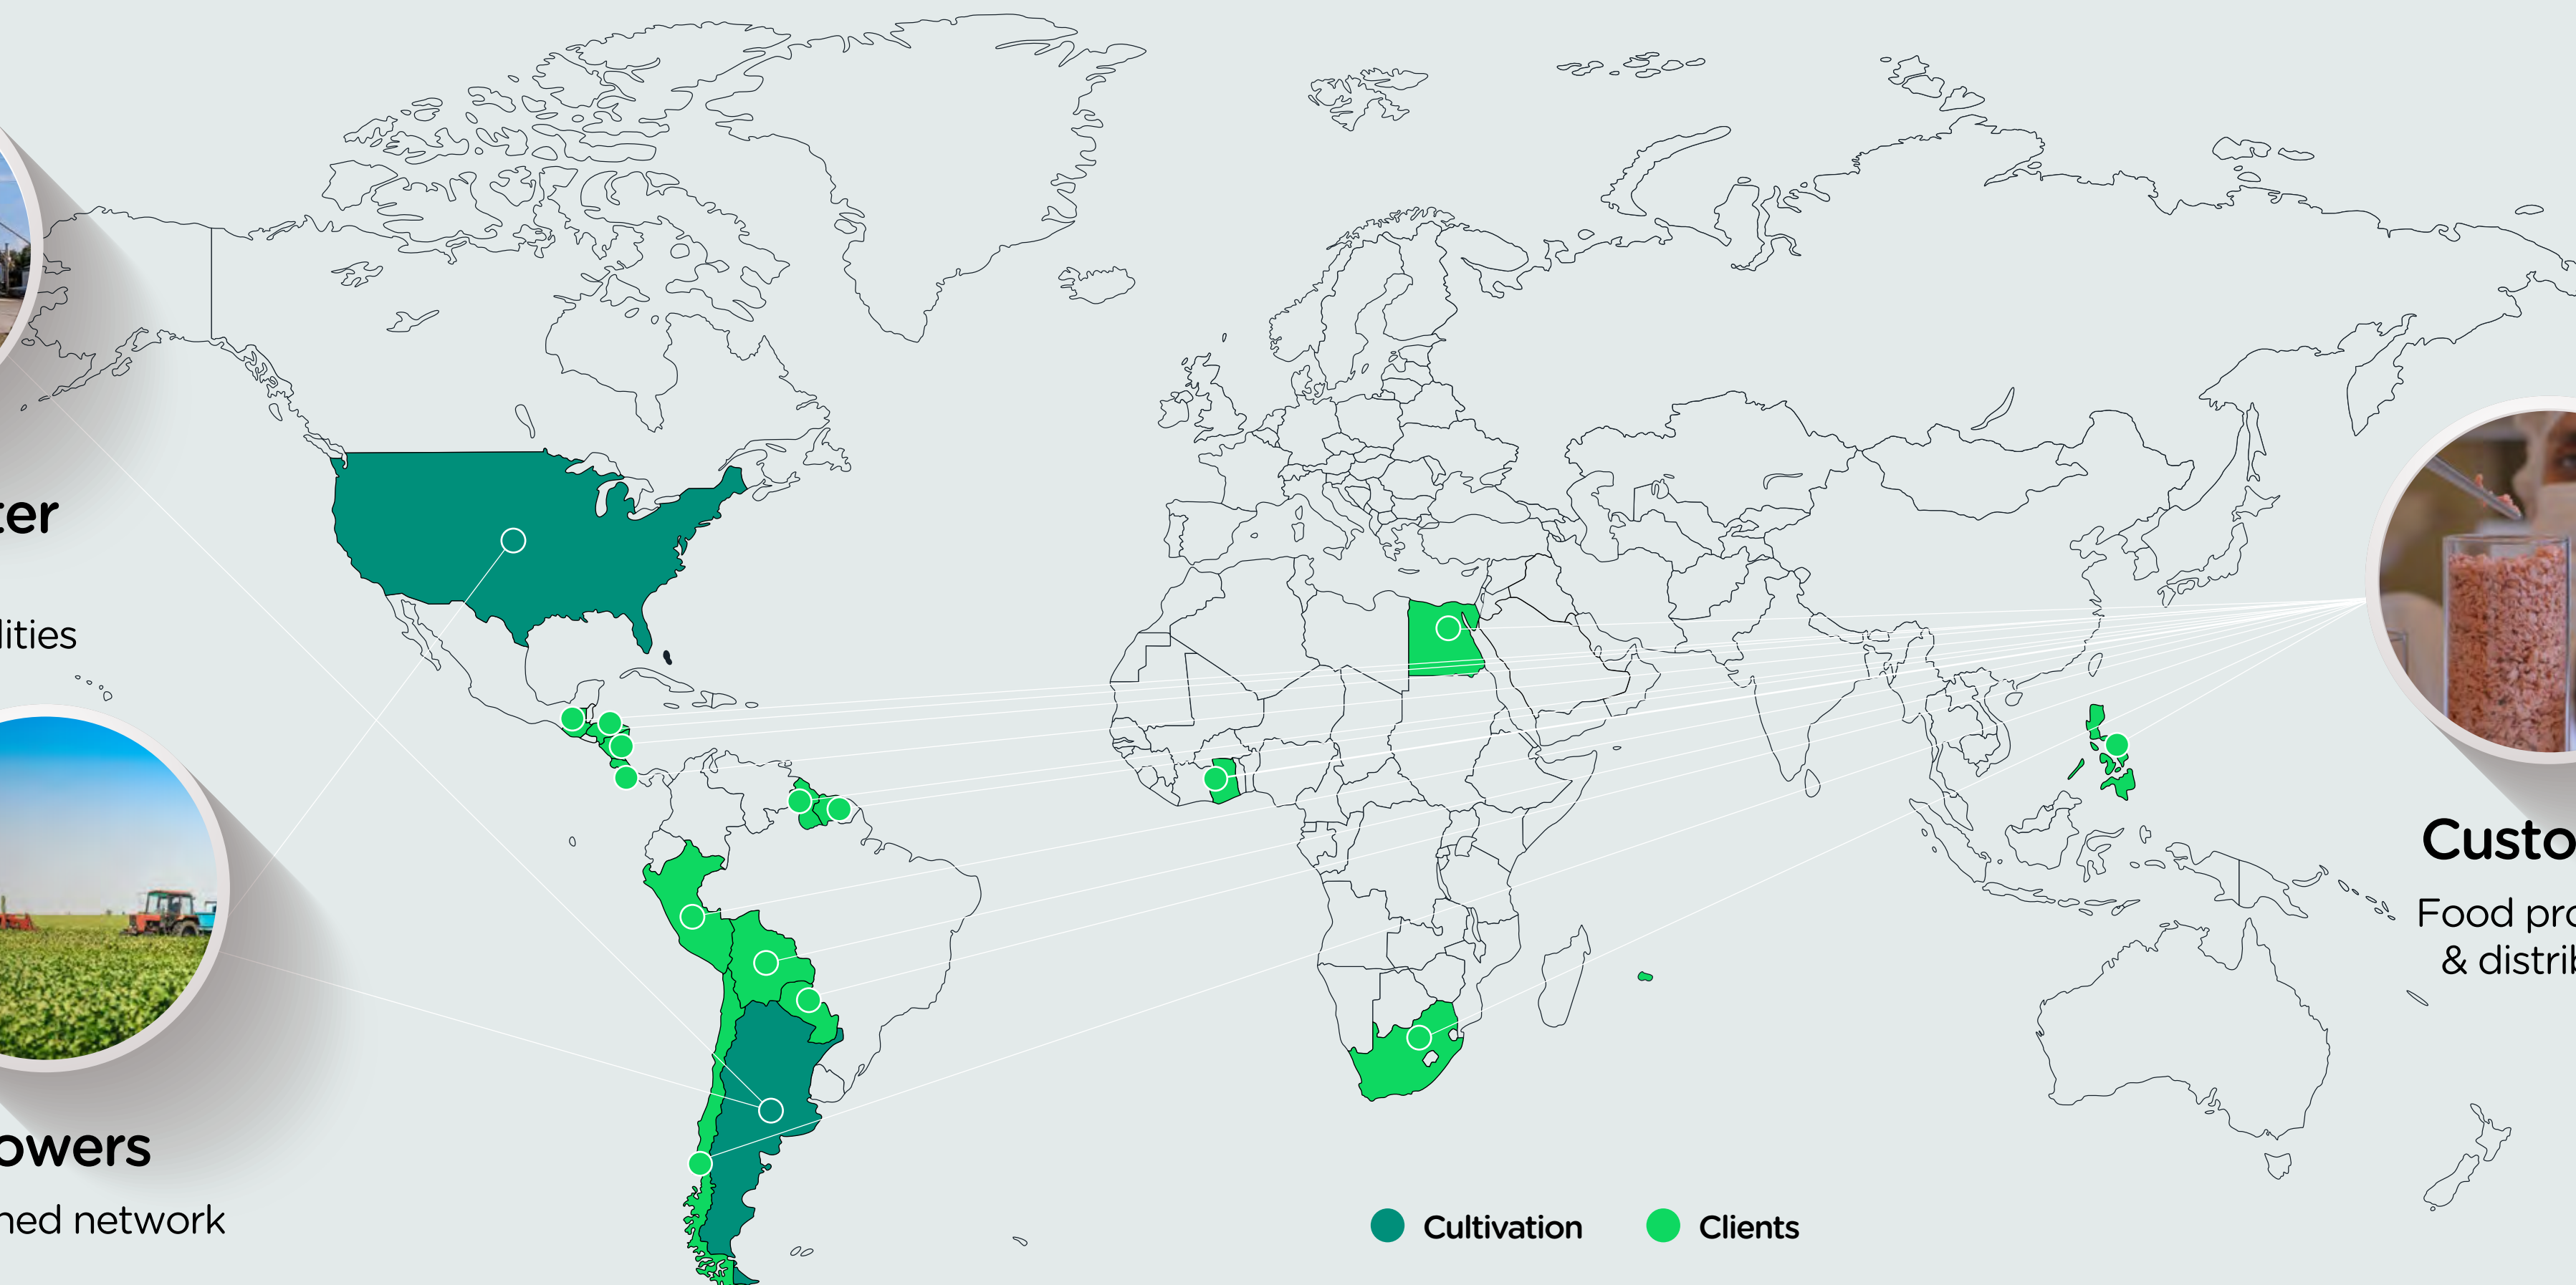 ter
lities
owers
ned network
Custo
Food pro
& distrib
Cultivation
Clients